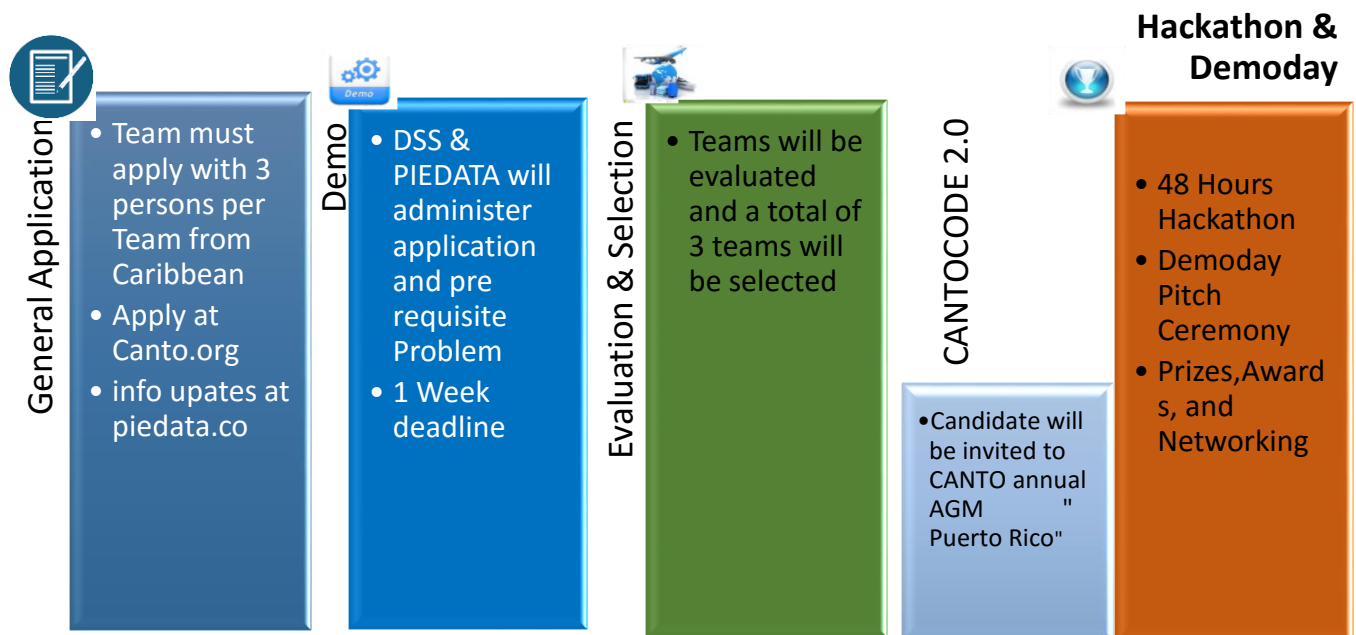 General Application
• Team must
apply with 3
persons per
Team from
Caribbean
• Apply at
Canto.org
• info upates at
piedata.co
Demo
Demo
• DSS &
PIEDATA will
administer
application
and pre
requisite
Problem
• 1 Week
deadline
Evaluation & Selection
• Teams will be
evaluated
and a total of
3 teams will
be selected
CANTOCODE 2.0
•Candidate will
be invited to
CANTO annual
AGM "
Puerto Rico"
Hackathon &
Demoday
• 48 Hours
Hackathon
• Demoday
Pitch
Ceremony
• Prizes,Award
s, and
Networking